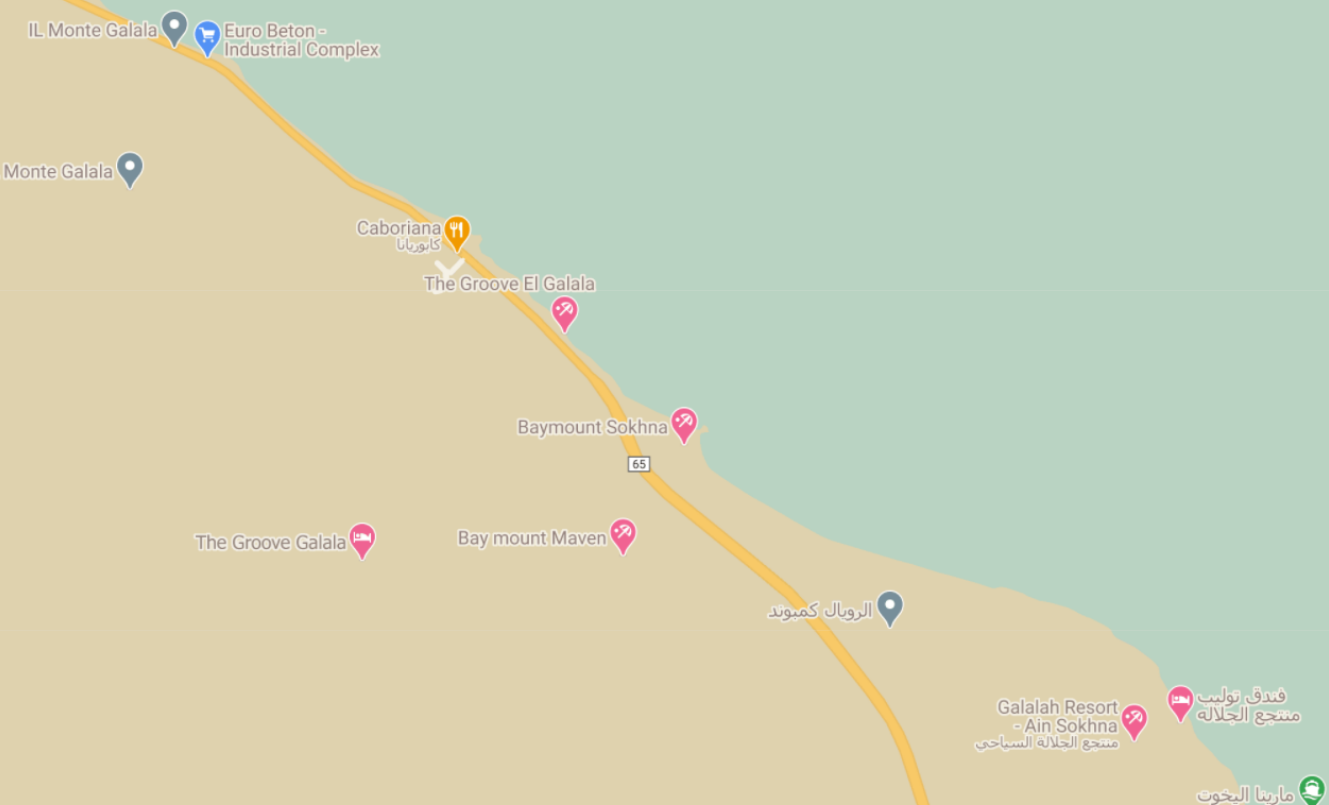 IL Monte Galala
Euro Beton -
Industrial Complex
Monte Galala
Caboriana
كابوريانا
The Groove El Galala
Baymount Sokhna
65
The Groove Galala
Bay mount Maven
الرويال كمبوند
Galalah Resort
- Ain Sokhna
منتجع الجلالة السياحي
فندق توليب
منتجع الجلاله
مارينا اليخوت